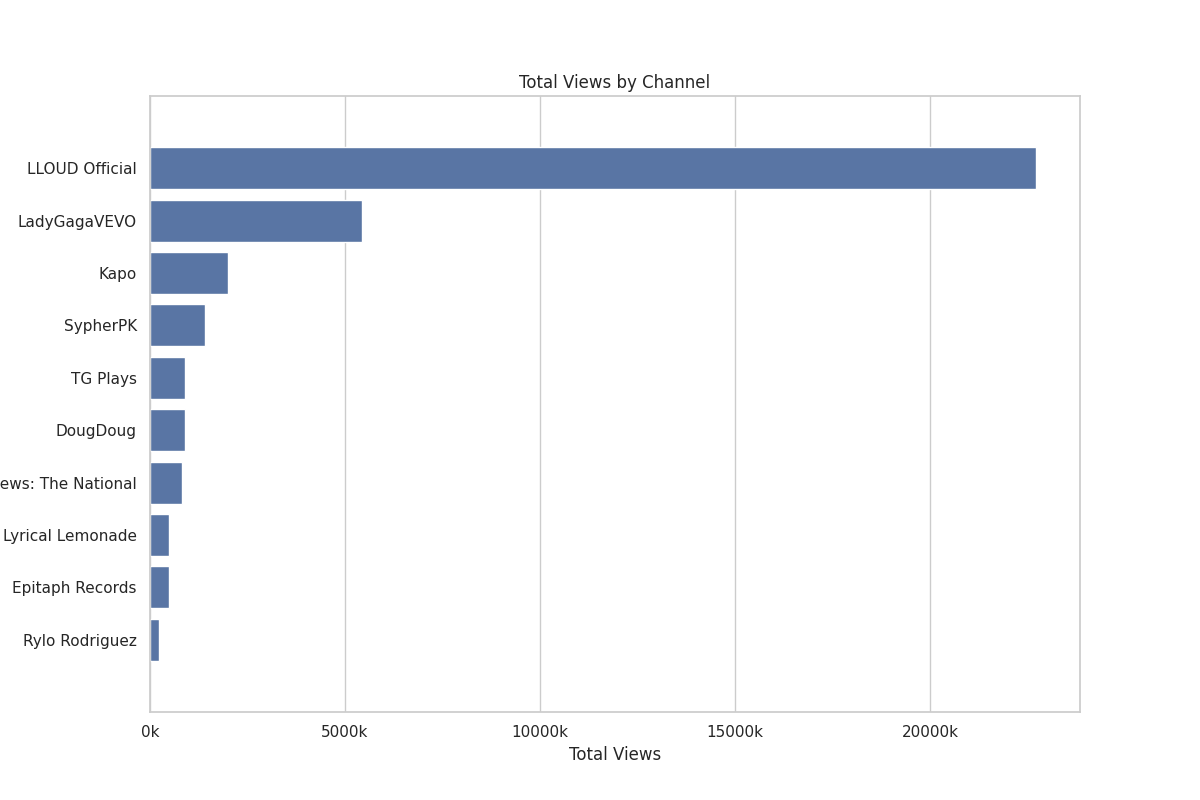 Total Views by Channel
LLOUD Official
LadyGagaVEVO
Kapo
SypherPK
TG Plays
DougDoug
ews: The National
Lyrical Lemonade
Epitaph Records
Rylo Rodriguez
0k 5000k 10000k 15000k 20000k
Total Views